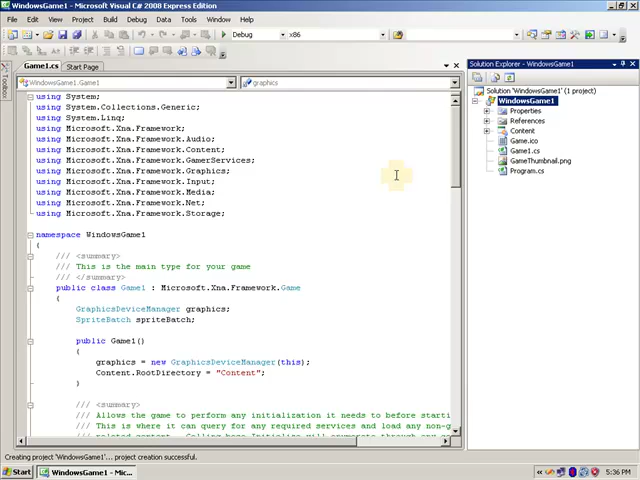 WindowsGame1 - Microsoft Visual C# 2008 Express Edition
File Edit View Project Build Debug Data Tools Window Help
Debug x86
Game1.cs Start Page
Solution Explorer - WindowsGame1
Toolbox
WindowsGame1.Game1 graphics
Solution 'WindowsGame1' (1 project)
WindowsGame1
Properties
References
Content
Game.ico
Game1.cs
GameThumbnail.png
Program.cs
using System;
using System.Collections.Generic;
using System.Linq;
using Microsoft.Xna.Framework;
using Microsoft.Xna.Framework.Audio;
using Microsoft.Xna.Framework.Content;
using Microsoft.Xna.Framework.GamerServices;
using Microsoft.Xna.Framework.Graphics;
using Microsoft.Xna.Framework.Input;
using Microsoft.Xna.Framework.Media;
using Microsoft.Xna.Framework.Net;
using Microsoft.Xna.Framework.Storage;
namespace WindowsGame1
{
/// <summary>
/// This is the main type for your game
/// </summary>
public class Game1 : Microsoft.Xna.Framework.Game
{
GraphicsDeviceManager graphics;
SpriteBatch spriteBatch;
public Game1()
{
graphics = new GraphicsDeviceManager(this);
Content.RootDirectory = "Content";
}
/// <summary>
/// Allows the game to perform any initialization it needs to before starti
/// This is where it can query for any required services and load any non-g
Creating project 'WindowsGame1'... project creation successful.
Start WindowsGame1 - Mic... 5:36 PM